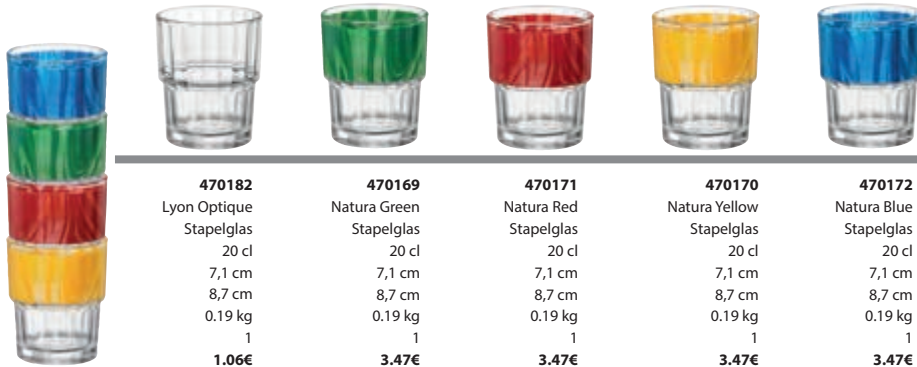 470182 470169 470171 470170 470172
Lyon Optique Natura Green Natura Red Natura Yellow Natura Blue
Stapelglas Stapelglas Stapelglas Stapelglas Stapelglas
20 cl 20 cl 20 cl 20 cl 20 cl
7,1 cm 7,1 cm 7,1 cm 7,1 cm 7,1 cm
8,7 cm 8,7 cm 8,7 cm 8,7 cm 8,7 cm
0.19 kg 0.19 kg 0.19 kg 0.19 kg 0.19 kg
1 1 1 1 1
1.06€ 3.47€ 3.47€ 3.47€ 3.47€